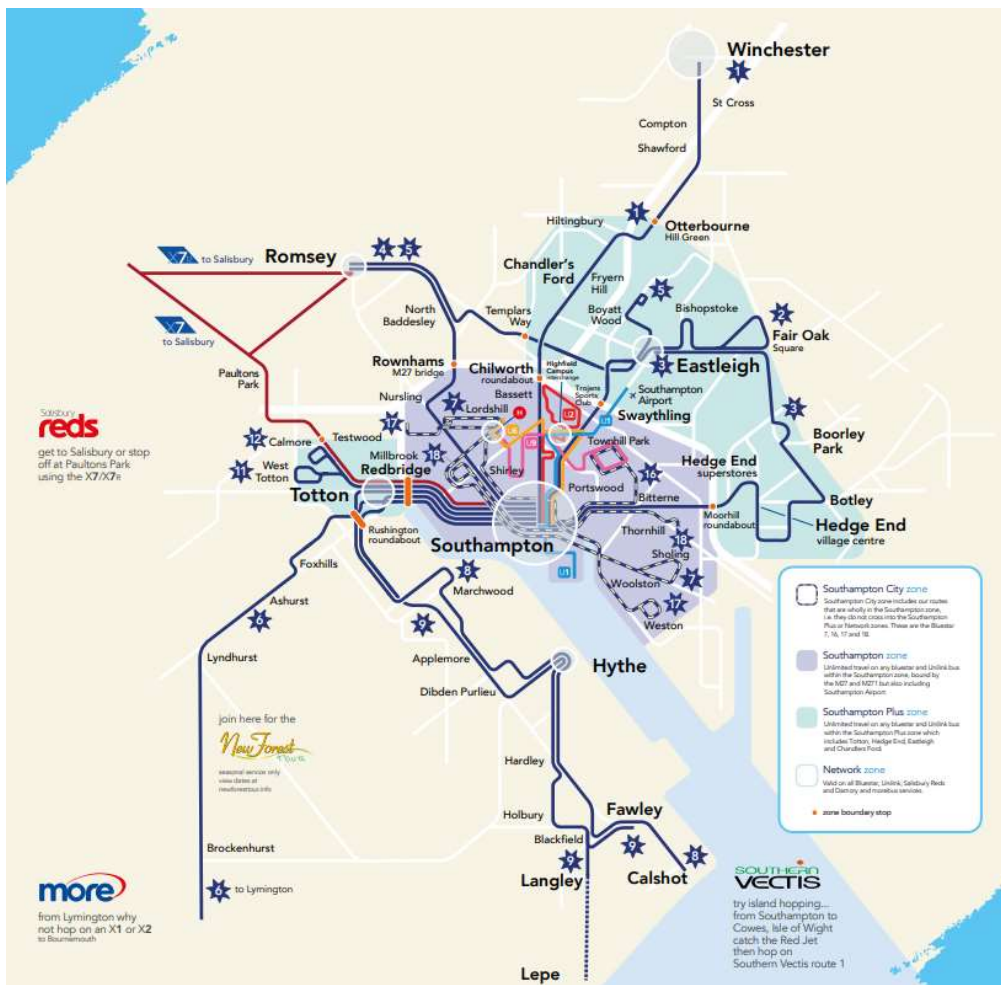 Winchester
1
St Cross
Compton
Shawford
1
Hiltingbury
Otterbourne
Hill Green
X7R to Salisbury
Romsey
4
5
Chandler's
Ford
Fryern
Hill
5
Boyatt
Wood
Bishopstoke
2
Fair Oak
Square
X7
to Salisbury
North
Baddesley
Templars
Way
Eastleigh
3
Rownhams
M27 bridge
Chilworth
roundabout
Highfield
Campus
interchange
Bassett
Trojans
Sports
Club
Southampton
Airport
Paultons
Park
Nursling
7
Lordshill
H
U2
U1
Swaythling
3
Boorley
Park
17
U6
U9
Townhill Park
Salisbury
reds
get to Salisbury or stop
off at Paultons Park
using the X7/X7R
12
Calmore
Testwood
Millbrook
18
Redbridge
Shirley
Portswood
16
Bitterne
Hedge End
superstores
11
West
Totton
Totton
Botley
Moorhill
roundabout
Hedge End
village centre
Rushington
roundabout
Southampton
Thornhill
18
Sholing
Foxhills
8
Marchwood
U1
Woolston
7
17
Weston
Ashurst
6
9
Lyndhurst
Applemore
Hythe
Dibden Purlieu
join here for the
New Forest
Tour
seasonal service only
view dates at
newforesttour.info
Hardley
Holbury
Fawley
Blackfield
9
9
8
Langley
Calshot
Brockenhurst
6 to Lymington
Lepe
more
from Lymington why
not hop on an X1 or X2
to Bournemouth
Southampton City zone
Southampton City zone includes our routes
that are wholly in the Southampton zone,
i.e. they do not cross into the Southampton
Plus or Network zones. These are the Bluestar
7, 16, 17 and 18.
Southampton zone
Unlimited travel on any bluestar and Unilink bus
within the Southampton zone, bound by
the M27 and M271 but also including
Southampton Airport
Southampton Plus zone
Unlimited travel on any bluestar and Unilink bus
within the Southampton Plus zone which
includes Totton, Hedge End, Eastleigh
and Chandlers Ford.
Network zone
Valid on all Bluestar, Unilink, Salisbury Reds
and Damory and morebus services.
zone boundary stop
SOUTHERN
VECTIS
try island hopping...
from Southampton to
Cowes, Isle of Wight
catch the Red Jet
then hop on
Southern Vectis route 1